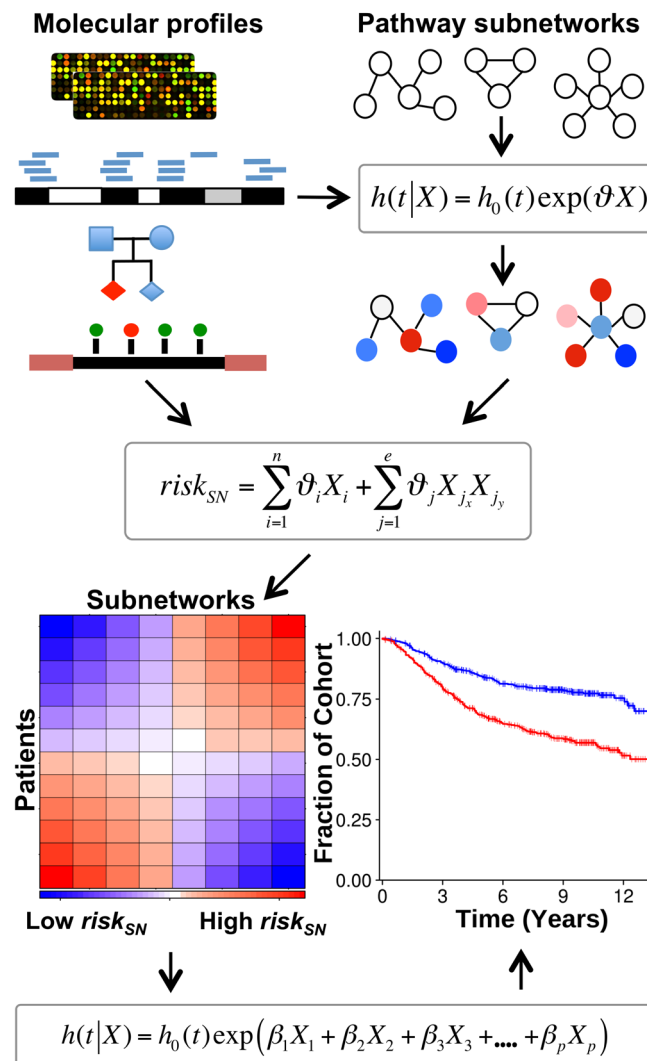 Molecular profiles
Pathway subnetworks
h(t|X) = h₀(t)exp(ϑX)
risk_SN = ∑_{i=1}^{n} ϑ_i X_i + ∑_{j=1}^{e} ϑ_j X_{j_x} X_{j_y}
Subnetworks
Patients
Low risk_SN
High risk_SN
Fraction of Cohort
1.00
0.75
0.50
0.25
0.00
0 3 6 9 12
Time (Years)
h(t|X) = h₀(t)exp(β₁X₁ + β₂X₂ + β₃X₃ +....+β_pX_p)